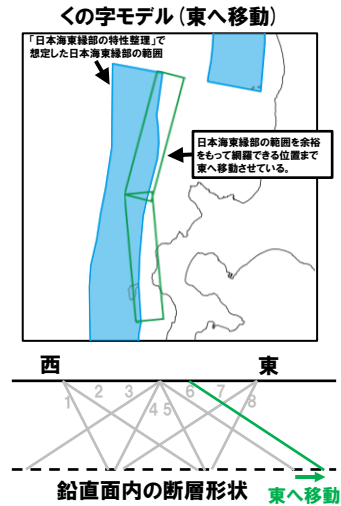 くの字モデル(東へ移動)
「日本海東縁部の特性整理」で
想定した日本海東縁部の範囲
日本海東縁部の範囲を余裕
をもって網羅できる位置まで
東へ移動させている。
西
東
1 2 3 4 5 6 7 8
鉛直面内の断層形状
東へ移動